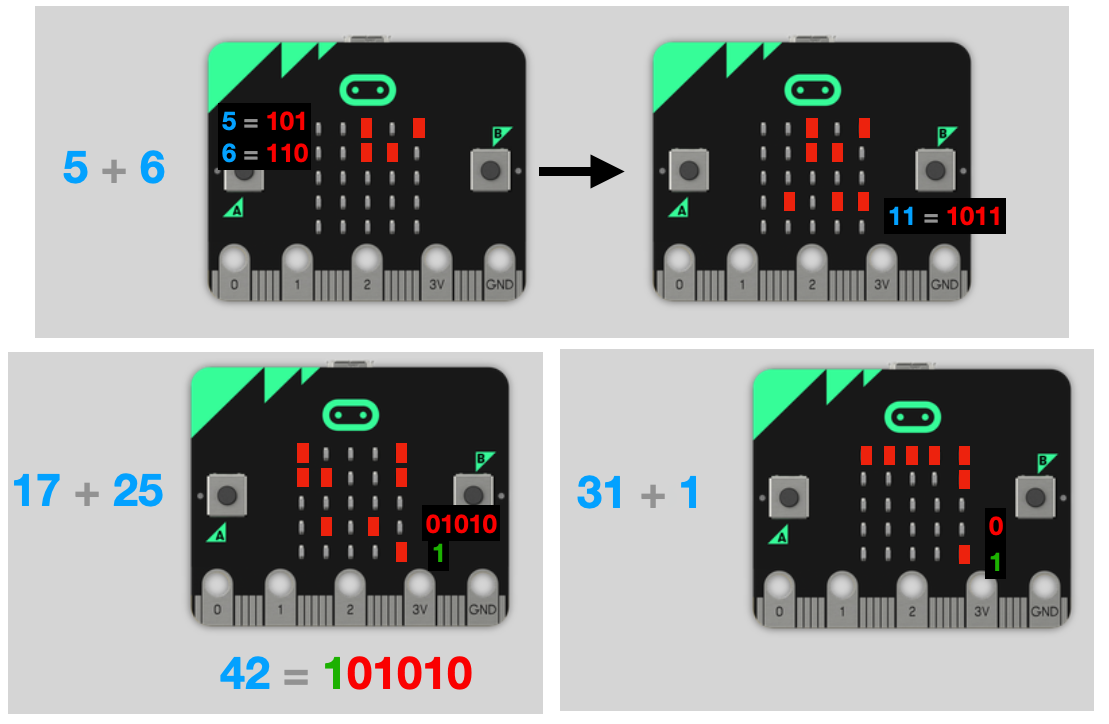 5 + 6
5 = 101
6 = 110
A
B
0 1 2 3V GND
A
B
11 = 1011
0 1 2 3V GND
17 + 25
A
B
01010
1
0 1 2 3V GND
42 = 101010
31 + 1
A
B
0
1
0 1 2 3V GND